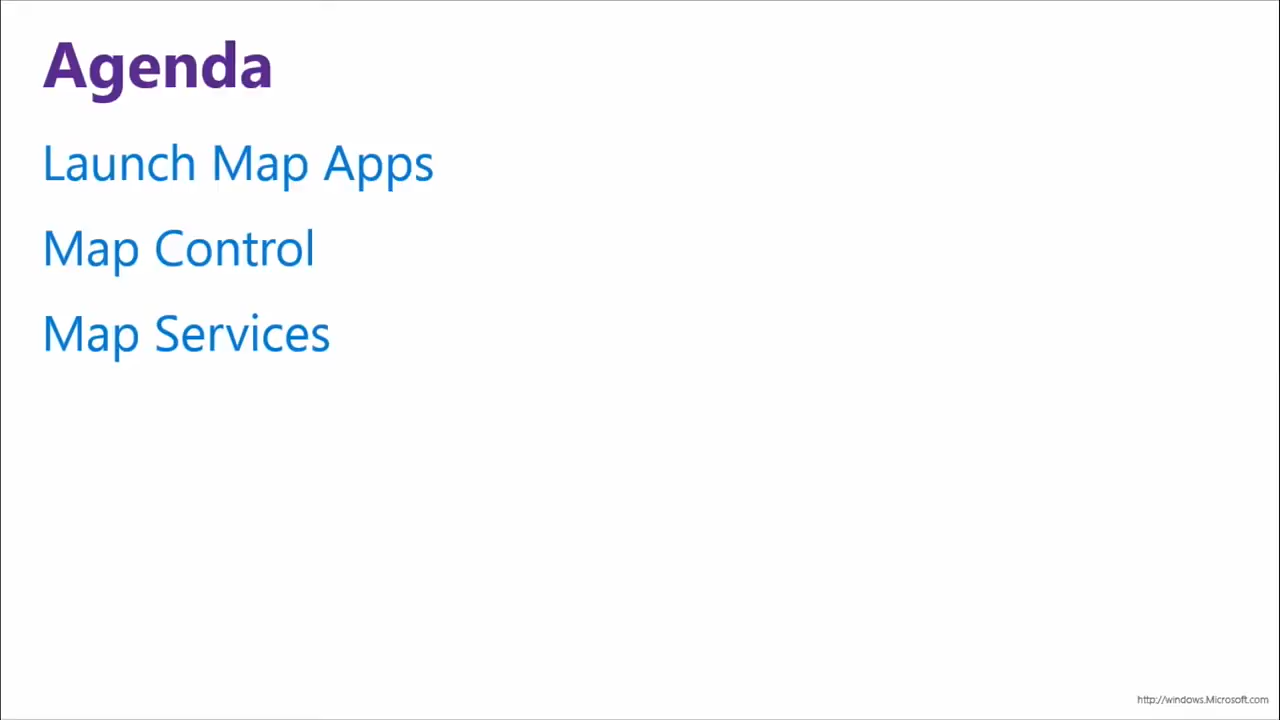 Agenda
Launch Map Apps
Map Control
Map Services
http://windows.Microsoft.com